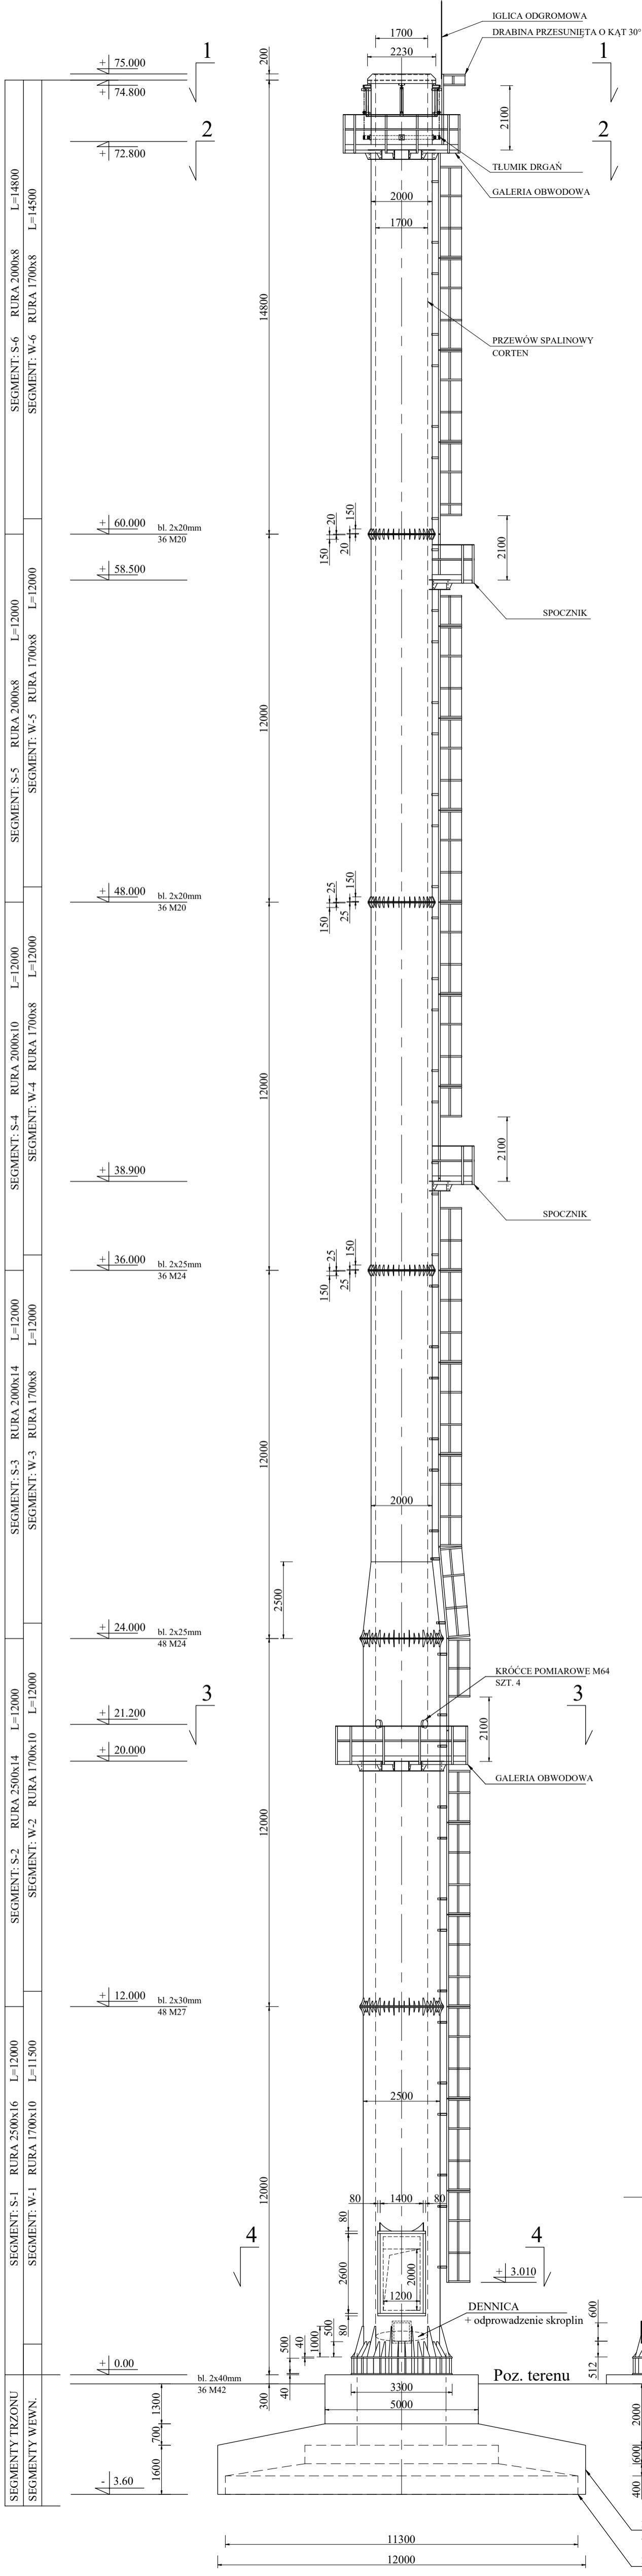 IGLICA ODGROMOWA
DRABINA PRZESUNIĘTA O KĄT 30°
1700
2230
200
1
1
+ 75.000
+ 74.800
2100
2
2
+ 72.800
TŁUMIK DRGAŃ
GALERIA OBWODOWA
2000
1700
SEGMENT: S-6 RURA 2000x8 L=14800
SEGMENT: W-6 RURA 1700x8 L=14500
14800
PRZEWÓW SPALINOWY
CORTEN
+ 60.000
bl. 2x20mm
36 M20
150
20
20
150
2100
+ 58.500
SPOCZNIK
SEGMENT: S-5 RURA 2000x8 L=12000
SEGMENT: W-5 RURA 1700x8 L=12000
12000
+ 48.000
bl. 2x20mm
36 M20
150
25
25
150
SEGMENT: S-4 RURA 2000x10 L=12000
SEGMENT: W-4 RURA 1700x8 L=12000
12000
2100
+ 38.900
SPOCZNIK
+ 36.000
bl. 2x25mm
36 M24
150
25
25
150
SEGMENT: S-3 RURA 2000x14 L=12000
SEGMENT: W-3 RURA 1700x8 L=12000
12000
2000
2500
+ 24.000
bl. 2x25mm
48 M24
KRÓĆCE POMIAROWE M64
SZT. 4
3
3
+ 21.200
2100
+ 20.000
GALERIA OBWODOWA
SEGMENT: S-2 RURA 2500x14 L=12000
SEGMENT: W-2 RURA 1700x10 L=12000
12000
+ 12.000
bl. 2x30mm
48 M27
2500
SEGMENT: S-1 RURA 2500x16 L=12000
SEGMENT: W-1 RURA 1700x10 L=11500
12000
80
1400
80
80
4
4
2600
2000
1200
+ 3.010
DENNICA
+ odprowadzenie skroplin
80
500
1000
40
500
600
512
+ 0.00
bl. 2x40mm
36 M42
40
300
Poz. terenu
3300
5000
1300
700
1600
2000
600
400
- 3.60
SEGMENTY TRZONU
SEGMENTY WEWN.
11300
12000